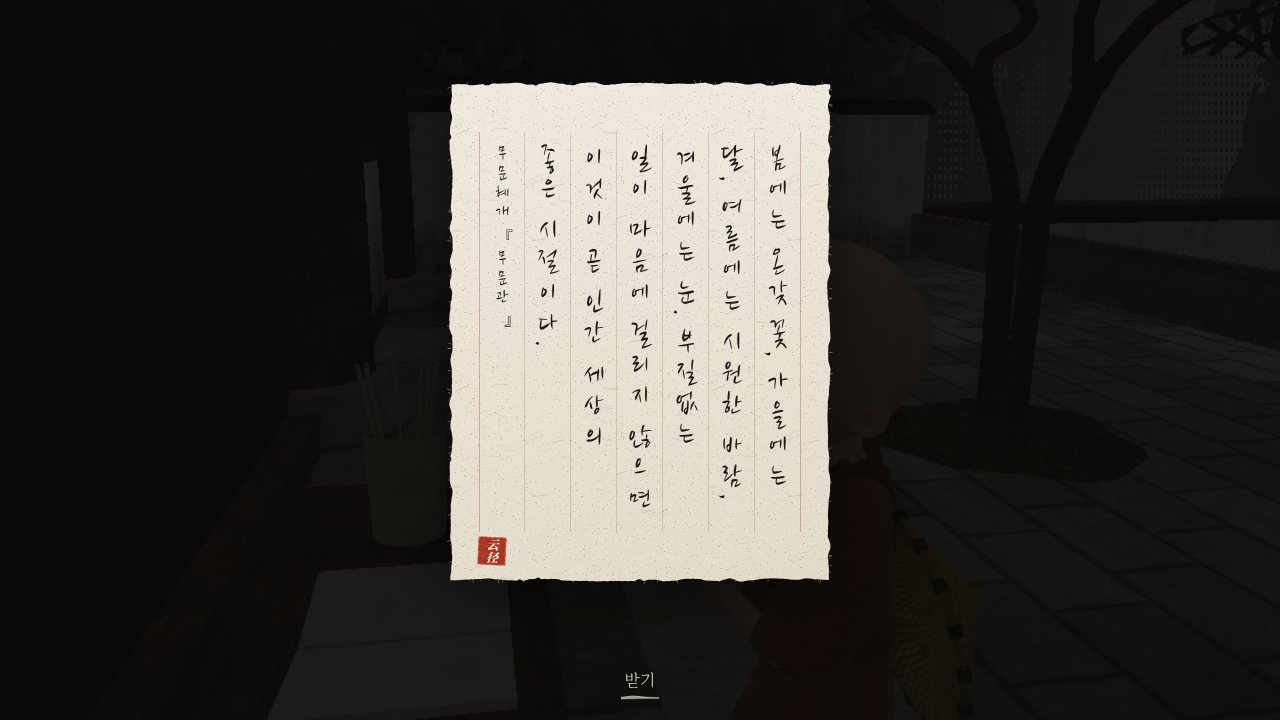 봄에는 온갖 꽃, 가을에는
달, 여름에는 시원한 바람,
겨울에는 눈. 부질없는
일이 마음에 걸리지 않으면
이것이 곧 인간 세상의
좋은 시절이다.
무문혜개 『무문관』
云径
받기